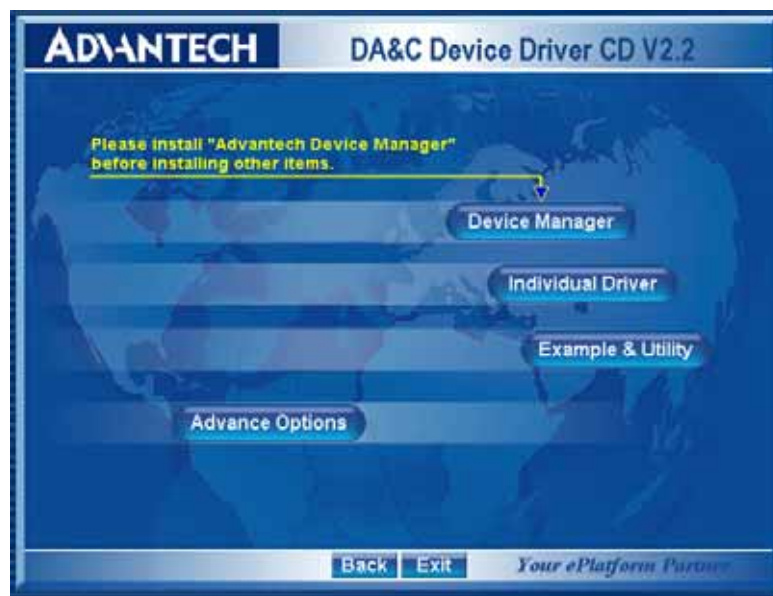 ADVANTECH
DA&C Device Driver CD V2.2
Please install "Advantech Device Manager"
before installing other items.
Device Manager
Individual Driver
Example & Utility
Advance Options
Back Exit Your ePlatform Partner